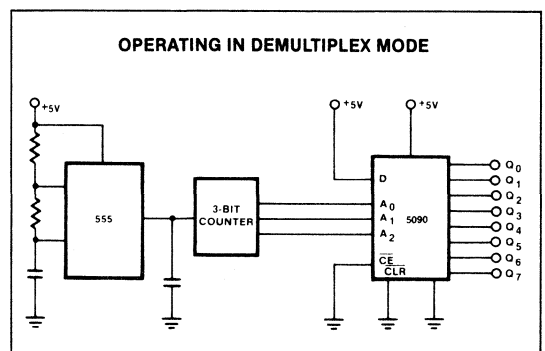 OPERATING IN DEMULTIPLEX MODE
+5V
+5V
+5V
555
3-BIT
COUNTER
D
A0
A1
A2
CE
CLR
5090
Q0
Q1
Q2
Q3
Q4
Q5
Q6
Q7